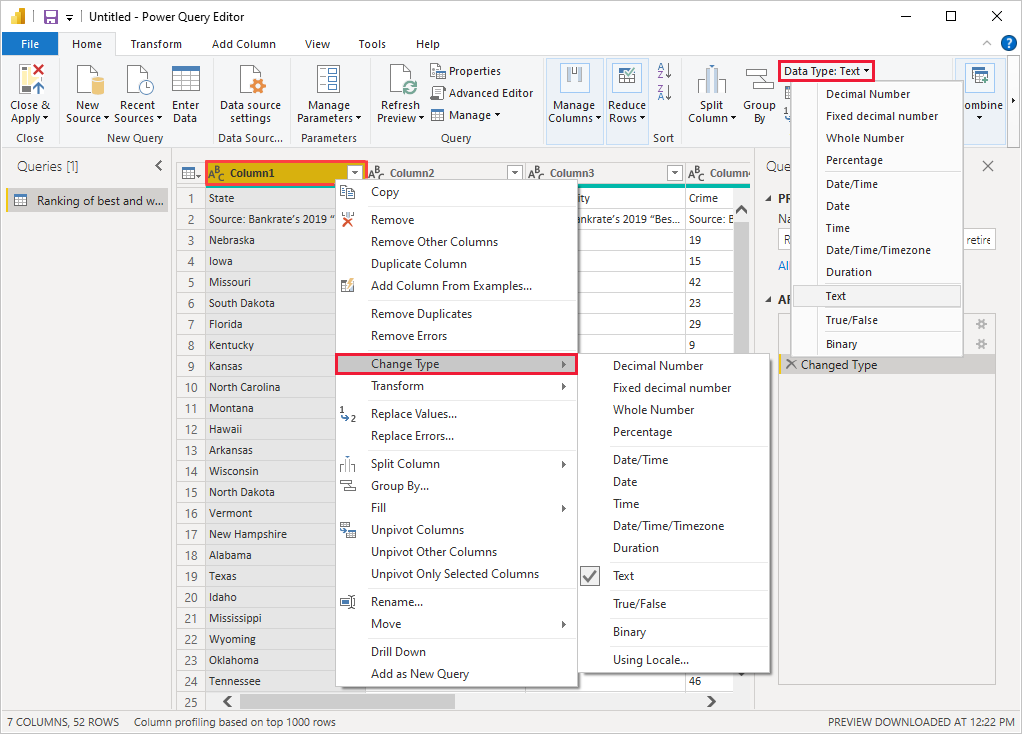 Untitled - Power Query Editor
File Home Transform Add Column View Tools Help
Close & Apply
New Source
Recent Sources
Enter Data
Data source settings
Manage Parameters
Refresh Preview
Properties
Advanced Editor
Manage
Manage Columns
Reduce Rows
Split Column
Group By
Data Type: Text
ombine
Close
New Query
Data Sourc...
Parameters
Query
Sort
Decimal Number
Fixed decimal number
Whole Number
Percentage
Date/Time
Date
Time
Date/Time/Timezone
Duration
Text
True/False
Binary
Queries [1]
Ranking of best and w...
Column1 Column2 Column3 Column4
1 State ity Crime
2 Source: Bankrate's 2019 "Bankrate's 2019 "Bes... Source: B
3 Nebraska 19
4 Iowa 15
5 Missouri 42
6 South Dakota 23
7 Florida 29
8 Kentucky 9
9 Kansas
10 North Carolina
11 Montana
12 Hawaii
13 Arkansas
14 Wisconsin
15 North Dakota
16 Vermont
17 New Hampshire
18 Alabama
19 Texas
20 Idaho
21 Mississippi
22 Wyoming
23 Oklahoma
24 Tennessee 46
25
Copy
Remove
Remove Other Columns
Duplicate Column
Add Column From Examples...
Remove Duplicates
Remove Errors
Change Type
Transform
Replace Values...
Replace Errors...
Split Column
Group By...
Fill
Unpivot Columns
Unpivot Other Columns
Unpivot Only Selected Columns
Rename...
Move
Drill Down
Add as New Query
Decimal Number
Fixed decimal number
Whole Number
Percentage
Date/Time
Date
Time
Date/Time/Timezone
Duration
Text
True/False
Binary
Using Locale...
Que
PR
Na
R retire
All
AP
Changed Type
7 COLUMNS, 52 ROWS Column profiling based on top 1000 rows
PREVIEW DOWNLOADED AT 12:22 PM